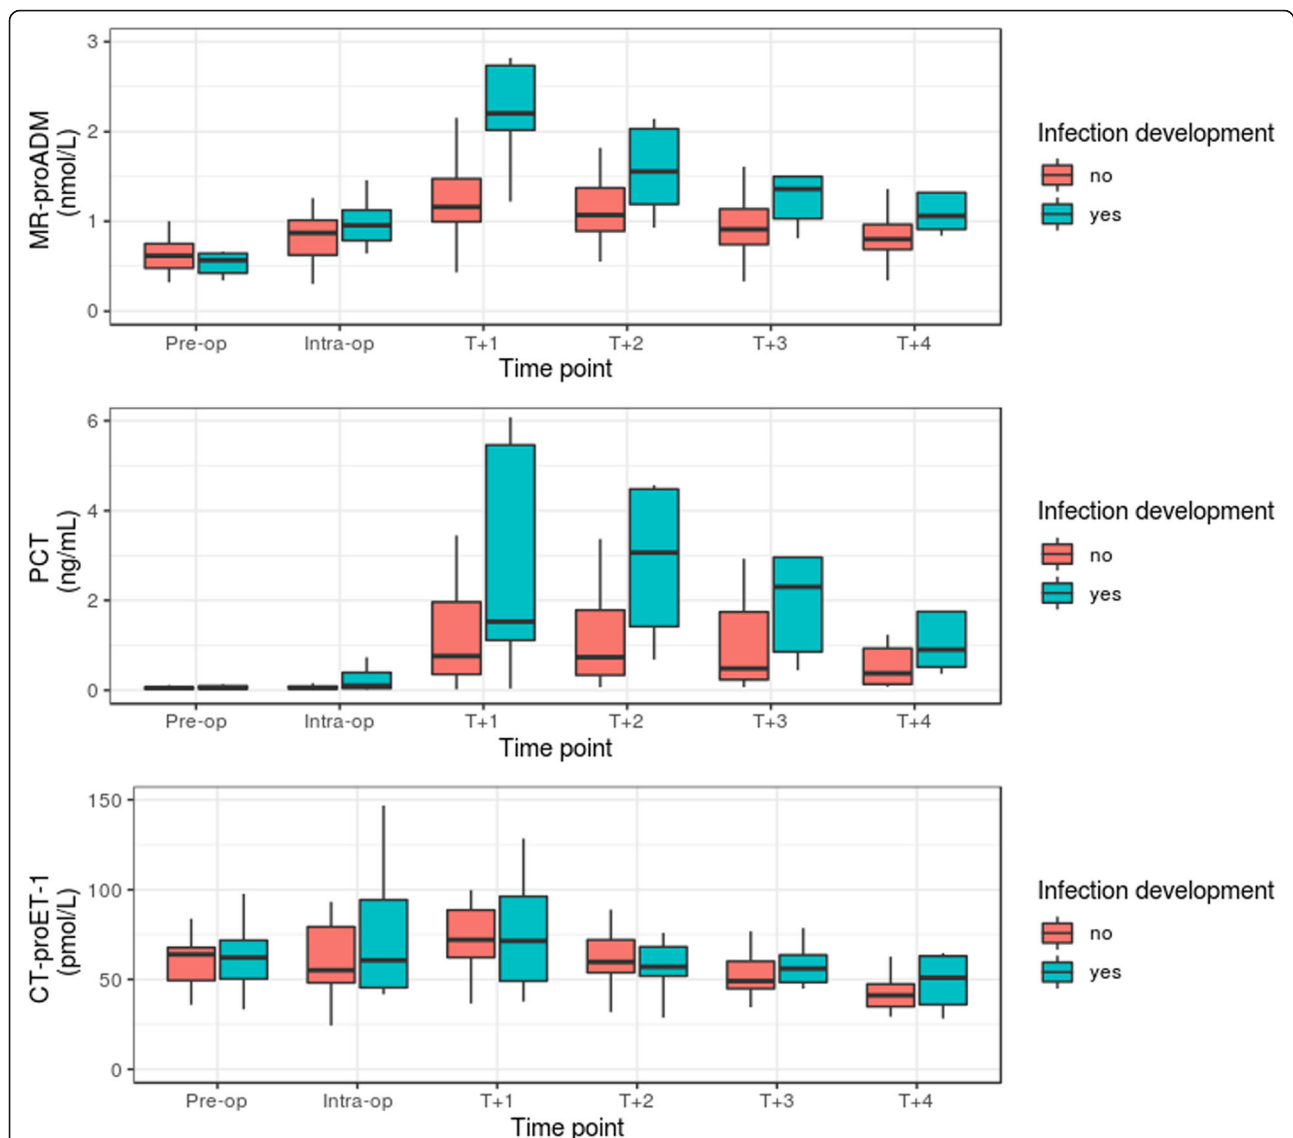 MR-proADM
(nmol/L)
3
2
1
0
Pre-op Intra-op T+1 T+2 T+3 T+4
Time point
Infection development
no
yes
PCT
(ng/mL)
6
4
2
0
Pre-op Intra-op T+1 T+2 T+3 T+4
Time point
Infection development
no
yes
CT-proET-1
(pmol/L)
150
100
50
0
Pre-op Intra-op T+1 T+2 T+3 T+4
Time point
Infection development
no
yes